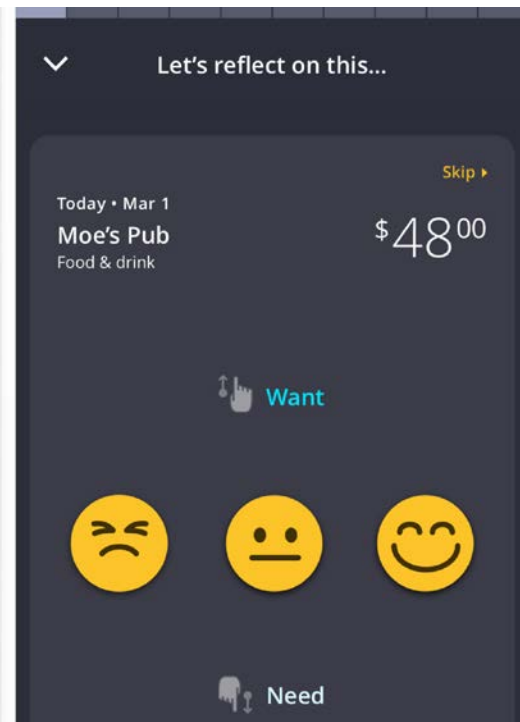 Let's reflect on this...
Skip
Today • Mar 1
Moe's Pub
$4800
Food & drink
Want
Need